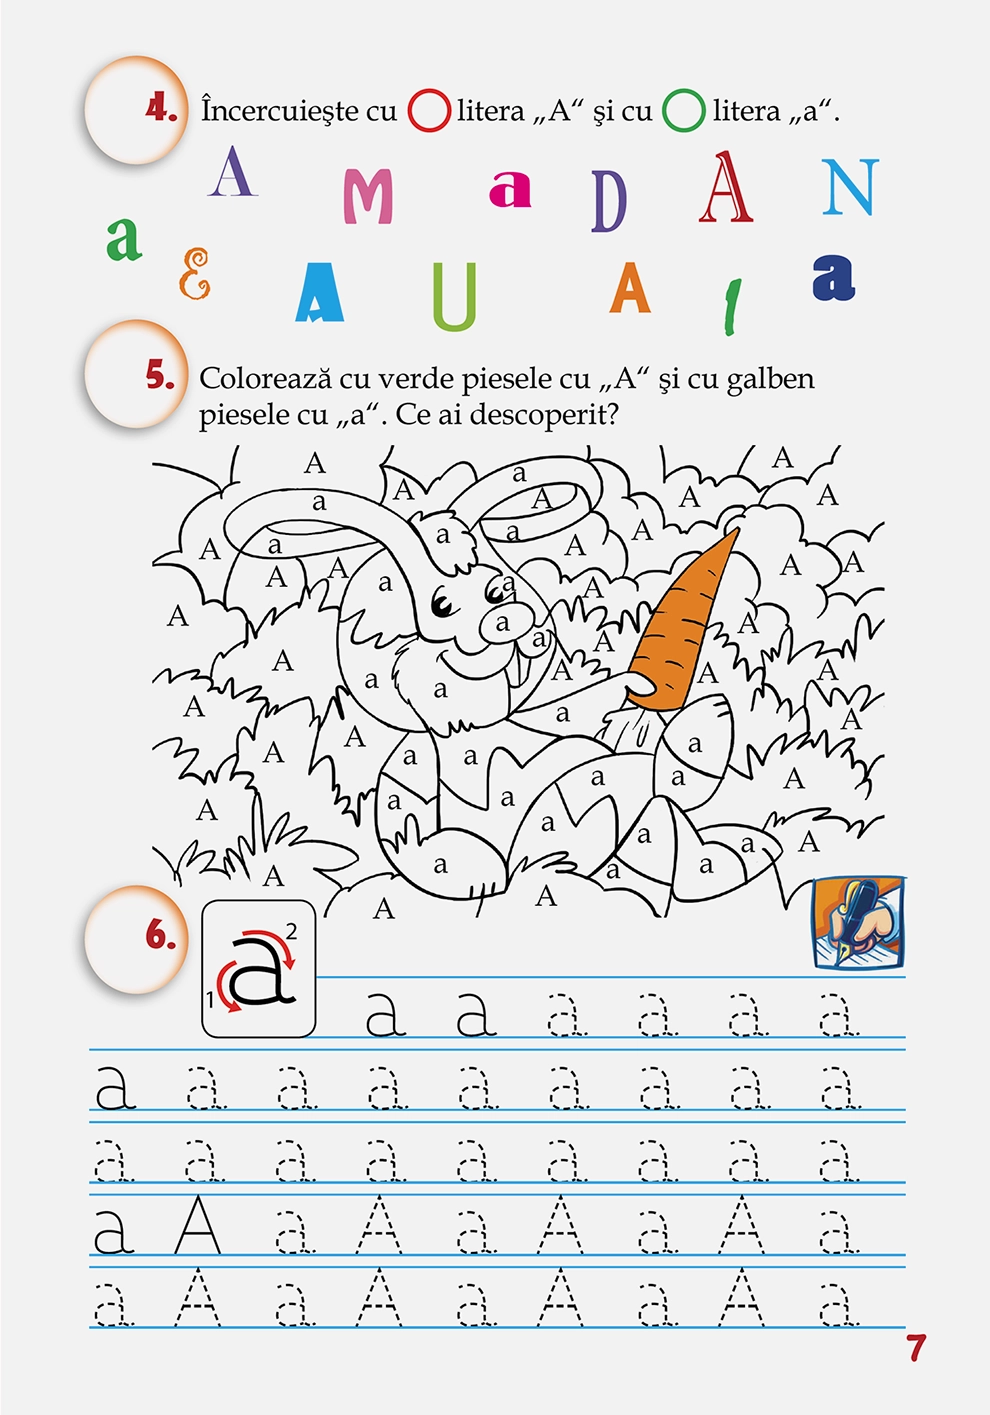 4. Încercuieşte cu litera „A“ şi cu litera „a“.
A M a D A N
a & A U A 1 a
5. Colorează cu verde piesele cu „A“ şi cu galben
piesele cu „a“. Ce ai descoperit?
A a A
a A A A A
a A A
A a A a A A A
A A a a A
A a a A A
A a a A A A
A a a A
A a A
A a a a
A a a a A
A a a A
a a a a
A a a a
A A
6. a 1 2
a a a a a a
a a a a a a a a a
a a a a a a a a a
a A a A a A a A a
a A a A a A a A a
7